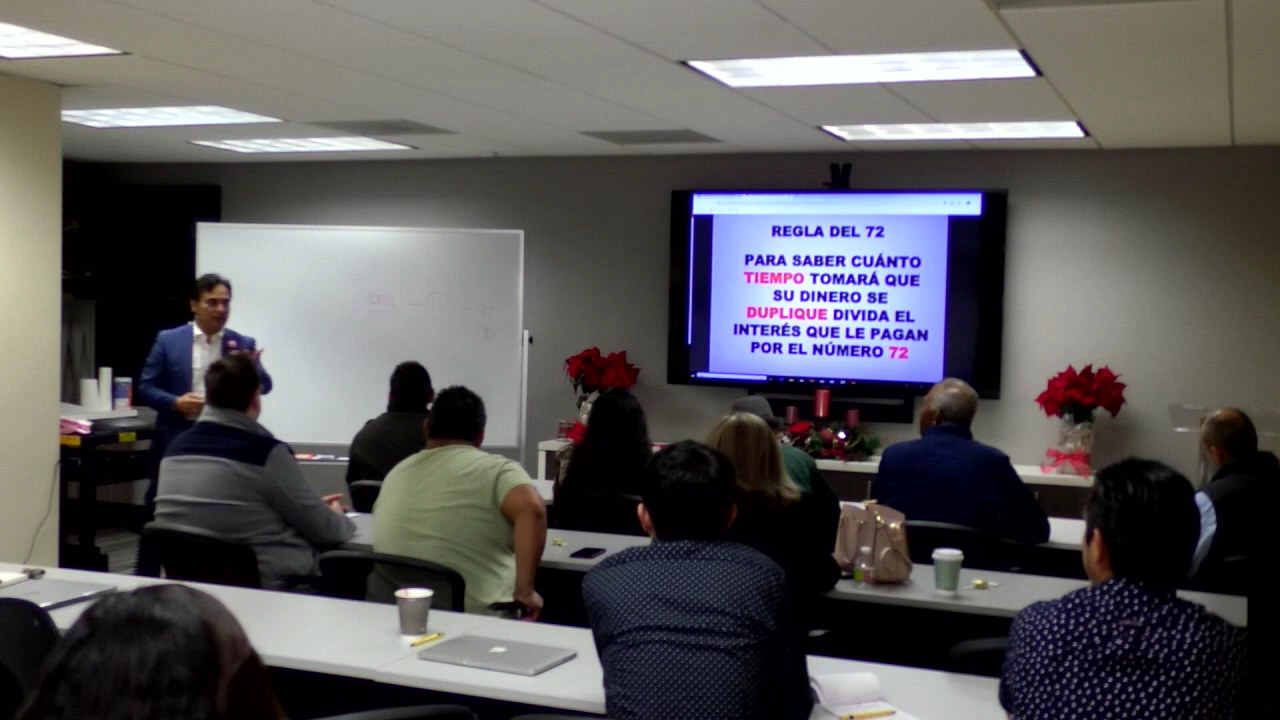 REGLA DEL 72
PARA SABER CUÁNTO
TIEMPO TOMARÁ QUE
SU DINERO SE
DUPLIQUE DIVIDA EL
INTERÉS QUE LE PAGAN
POR EL NÚMERO 72